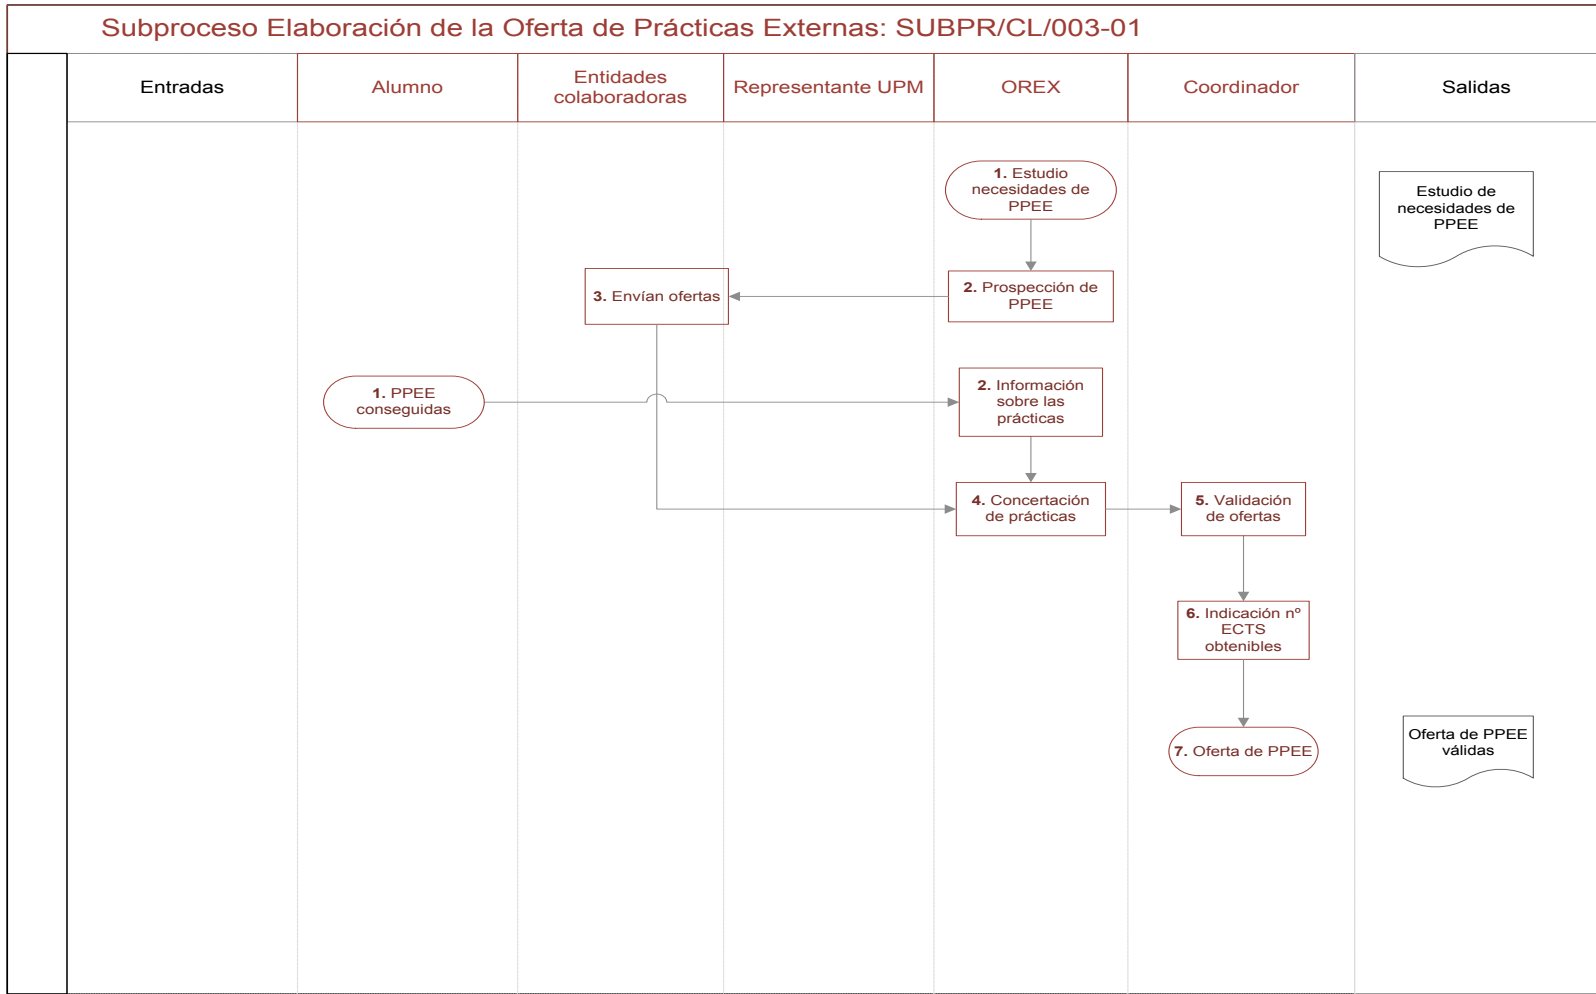 Subproceso Elaboración de la Oferta de Prácticas Externas: SUBPR/CL/003-01
Entradas
Alumno
Entidades
colaboradoras
Representante UPM
OREX
Coordinador
Salidas
1. Estudio
necesidades de
PPEE
Estudio de
necesidades de
PPEE
3. Envían ofertas
2. Prospección de
PPEE
1. PPEE
conseguidas
2. Información
sobre las
prácticas
4. Concertación
de prácticas
5. Validación
de ofertas
6. Indicación nº
ECTS
obtenibles
7. Oferta de PPEE
Oferta de PPEE
válidas